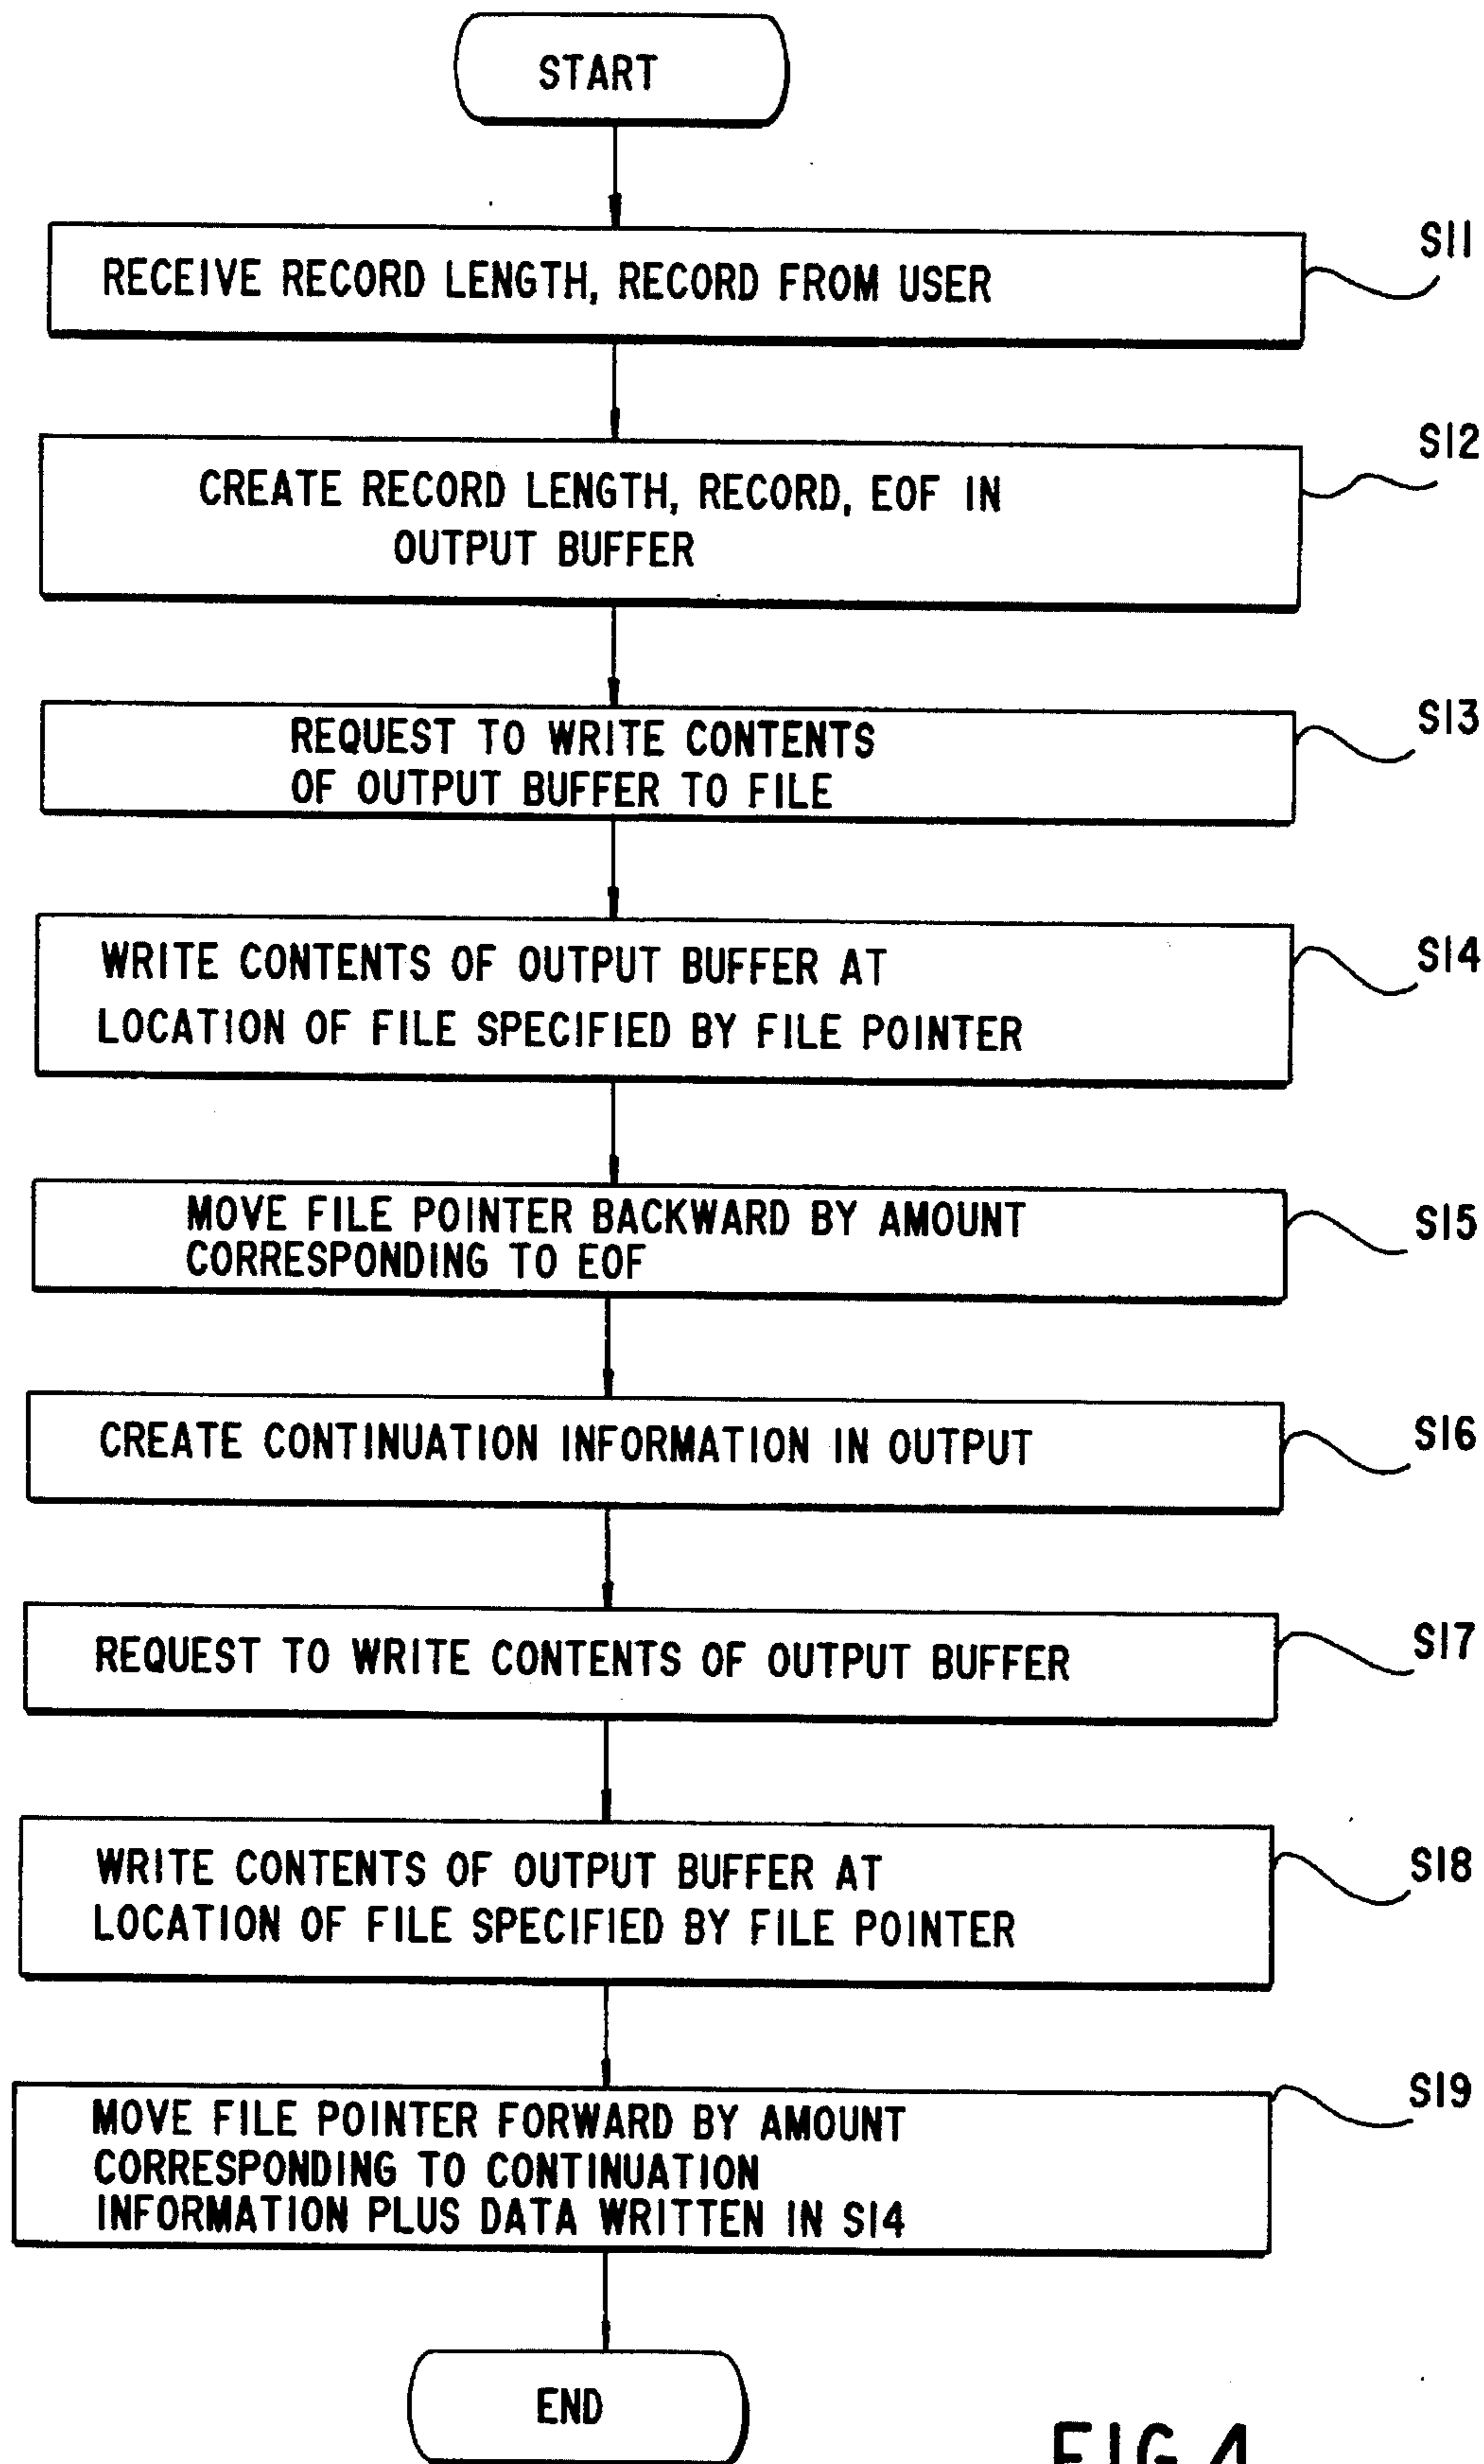 START
RECEIVE RECORD LENGTH, RECORD FROM USER
S11
CREATE RECORD LENGTH, RECORD, EOF IN
OUTPUT BUFFER
S12
REQUEST TO WRITE CONTENTS
OF OUTPUT BUFFER TO FILE
S13
WRITE CONTENTS OF OUTPUT BUFFER AT
LOCATION OF FILE SPECIFIED BY FILE POINTER
S14
MOVE FILE POINTER BACKWARD BY AMOUNT
CORRESPONDING TO EOF
S15
CREATE CONTINUATION INFORMATION IN OUTPUT
S16
REQUEST TO WRITE CONTENTS OF OUTPUT BUFFER
S17
WRITE CONTENTS OF OUTPUT BUFFER AT
LOCATION OF FILE SPECIFIED BY FILE POINTER
S18
MOVE FILE POINTER FORWARD BY AMOUNT
CORRESPONDING TO CONTINUATION
INFORMATION PLUS DATA WRITTEN IN S14
S19
END
FIG.4